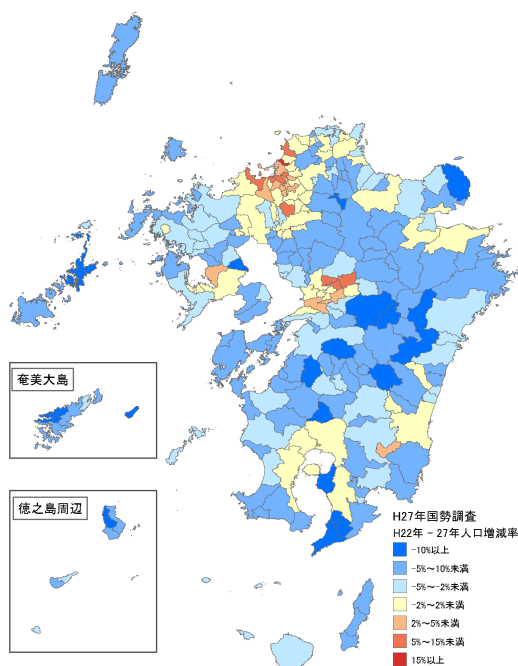 奄美大島
徳之島周辺
H27年国勢調査
H22年 - 27年人口増減率
-10%以上
-5%～10%未満
-5%～-2%未満
-2%～2%未満
2%～5%未満
5%～15%未満
15%以上